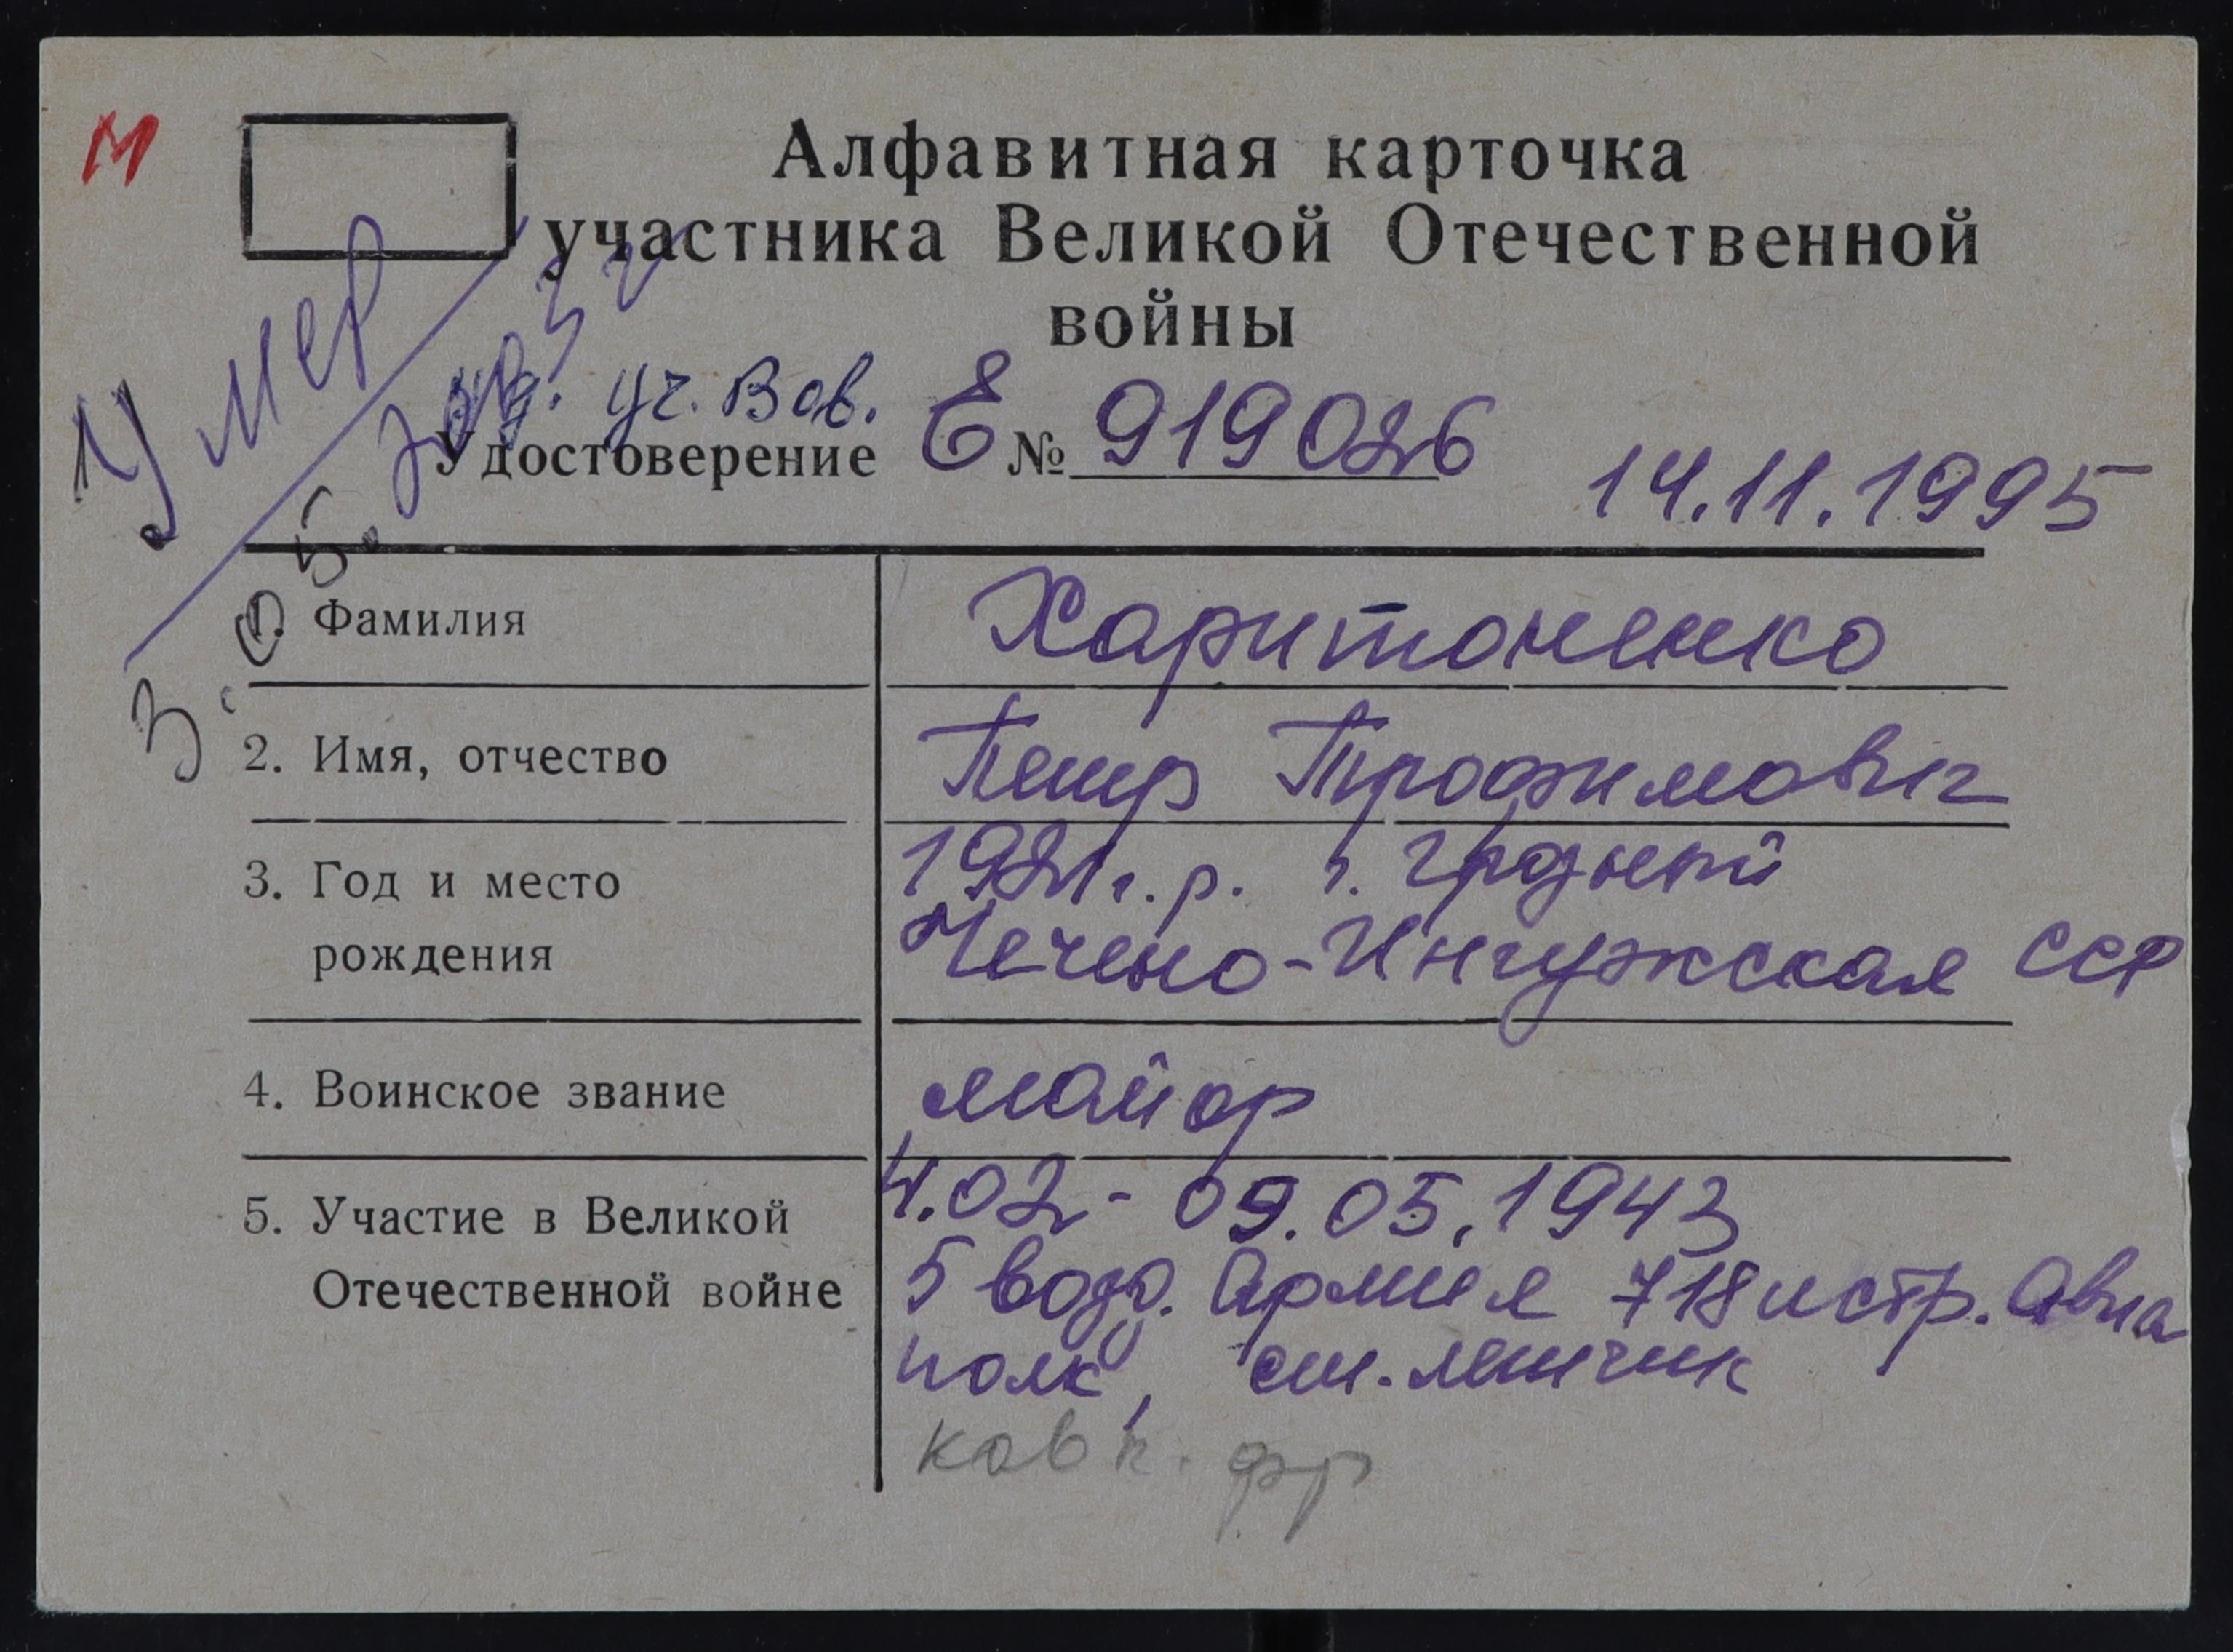 М
Алфавитная карточка
участника Великой Отечественной
войны
Умер
3.05.2003 г
уд. уч. Вов.
Удостоверение Е № 919026 14.11.1995
1. Фамилия Харитоненко
2. Имя, отчество Петр Трофимович
3. Год и место 1921 г.р. г. Грозный
рождения Чечено-Ингужская ССР
4. Воинское звание майор
5. Участие в Великой 4.02 - 09.05.1943
Отечественной войне 5 возд. Армия 718 истр. Авиа
полк, ст. летчик
кавк. фр